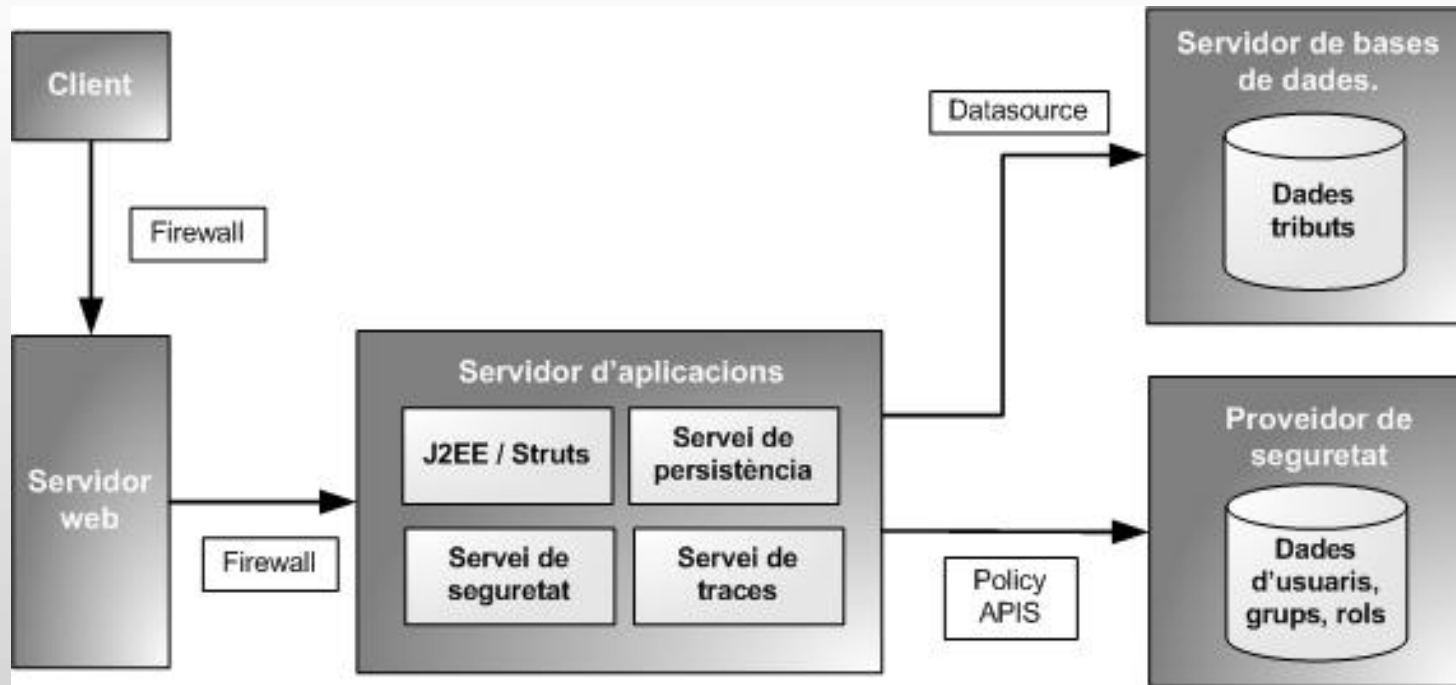 Client
Firewall
Servidor
web
Firewall
Servidor d'aplicacions
J2EE / Struts
Servei de
persistència
Servei de
seguretat
Servei de
traces
Datasource
Servidor de bases
de dades.
Dades
tributs
Policy
APIS
Proveidor de
seguretat
Dades
d'usuaris,
grups, rols